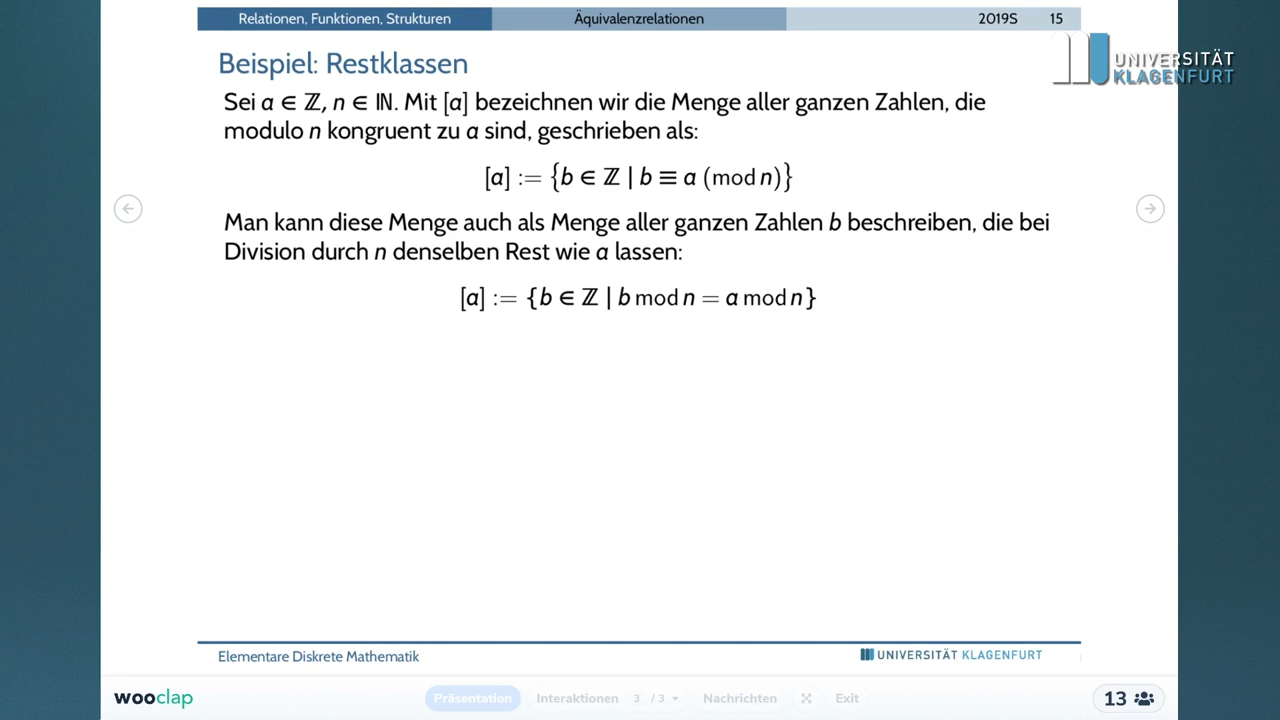 Relationen, Funktionen, Strukturen Äquivalenzrelationen 2019S 15
UNIVERSITÄT
KLAGENFURT
Beispiel: Restklassen
Sei a ∈ ℤ, n ∈ ℕ. Mit [a] bezeichnen wir die Menge aller ganzen Zahlen, die
modulo n kongruent zu a sind, geschrieben als:
[a] := {b ∈ ℤ | b ≡ a (mod n)}
Man kann diese Menge auch als Menge aller ganzen Zahlen b beschreiben, die bei
Division durch n denselben Rest wie a lassen:
[a] := {b ∈ ℤ | b mod n = a mod n}
Elementare Diskrete Mathematik UNIVERSITÄT KLAGENFURT
wooclap Präsentation Interaktionen 3 / 3 Nachrichten Exit 13